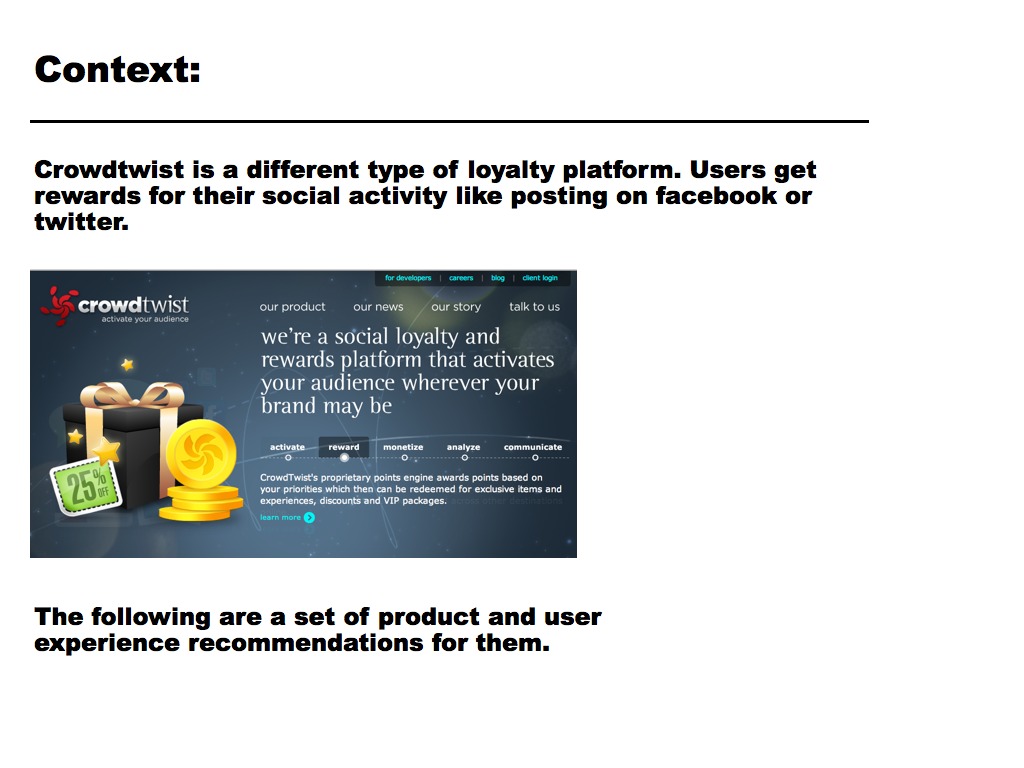 Context:
Crowdtwist is a different type of loyalty platform. Users get
rewards for their social activity like posting on facebook or
twitter.
for developers | careers | blog | client login
crowdtwist
activate your audience
our product our news our story talk to us
we're a social loyalty and
rewards platform that activates
your audience wherever your
brand may be
activate reward monetize analyze communicate
CrowdTwist's proprietary points engine awards points based on
your priorities which then can be redeemed for exclusive items and
experiences, discounts and VIP packages.
learn more
25% OFF
The following are a set of product and user
experience recommendations for them.